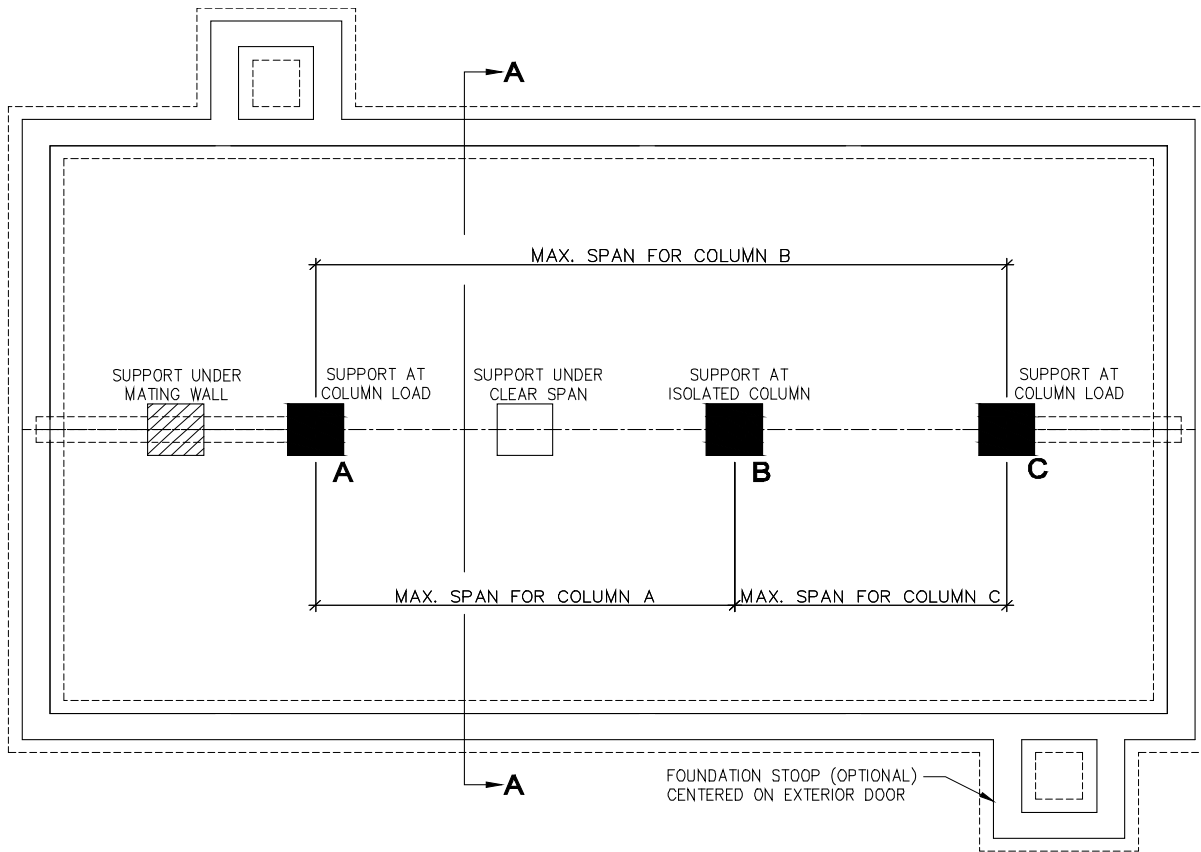 A
MAX. SPAN FOR COLUMN B
SUPPORT UNDER
MATING WALL
SUPPORT AT
COLUMN LOAD
SUPPORT UNDER
CLEAR SPAN
SUPPORT AT
ISOLATED COLUMN
SUPPORT AT
COLUMN LOAD
A
B
C
MAX. SPAN FOR COLUMN A
MAX. SPAN FOR COLUMN C
FOUNDATION STOOP (OPTIONAL)
CENTERED ON EXTERIOR DOOR
A